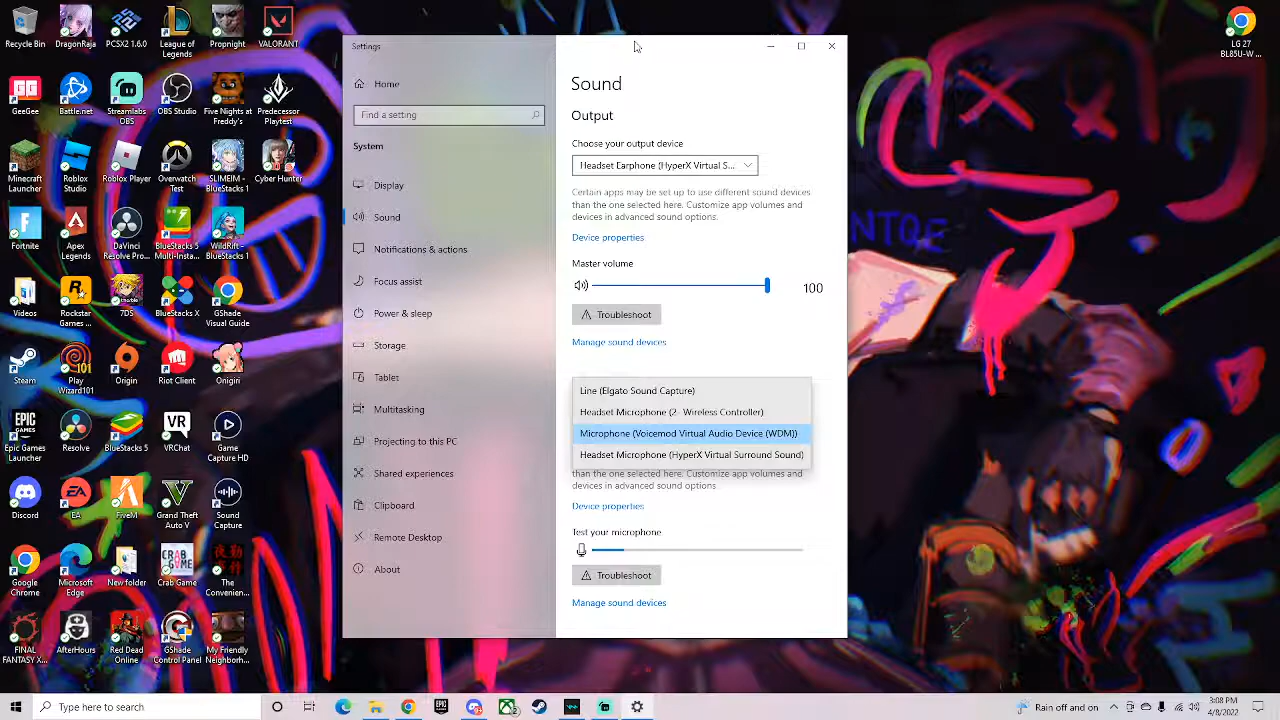 Recycle Bin
DragonRaja
PCSX2 1.6.0
League of
Legends
Propnight
VALORANT
LG 27
BL85U-W ...
GeeGee
Battle.net
Streamlabs
OBS
OBS Studio
Five Nights at
Freddy's
Predecessor
Playtest
Launcher
Roblox Studio
Roblox Player
Overwatch
Test
SLIMEIM -
BlueStacks 1
Cyber Hunter
Fortnite
Apex
Legends
DaVinci
Resolve Pro...
BlueStacks
Multi-Insta...
WildRift -
BlueStacks 1
Videos
Rockstar
Games ...
7DS
BlueStacks X
GShade
Visual Guide
Steam
Play
Wizard101
Origin
Riot Client
Onigiri
EPIC
GAMES
Epic Games
Launcher
Resolve
BlueStacks 5
VR
VRChat
Game
Capture HD
Discord
EA
FiveM
Grand Theft
Auto V
Sound
Capture
Google
Chrome
Microsoft
Edge
New folder
CRAB
GAME
Crab Game
The
Convenien...
FINAL
FANTASY X...
AfterHours
Red Dead
Online
GShade
Control Panel
My Friendly
Neighbor...
Settings
Home
Find a setting
System
Display
Sound
Notifications & actions
Focus assist
Power & sleep
Storage
Tablet
Multitasking
Projecting to this PC
Shared experiences
Clipboard
Remote Desktop
About
Sound
Output
Choose your output device
Headset Earphone (HyperX Virtual S...
Certain apps may be set up to use different sound devices
than the one selected here. Customize app volumes and
devices in advanced sound options.
Device properties
Master volume
100
Troubleshoot
Manage sound devices
Line (Elgato Sound Capture)
Headset Microphone (2- Wireless Controller)
Microphone (Voicemod Virtual Audio Device (WDM))
Headset Microphone (HyperX Virtual Surround Sound)
than the one selected here. Customize app volumes and
devices in advanced sound options.
Device properties
Test your microphone
Troubleshoot
Manage sound devices
NTRE
Type here to search
Rain off and on
3:08 PM
4/8/2022